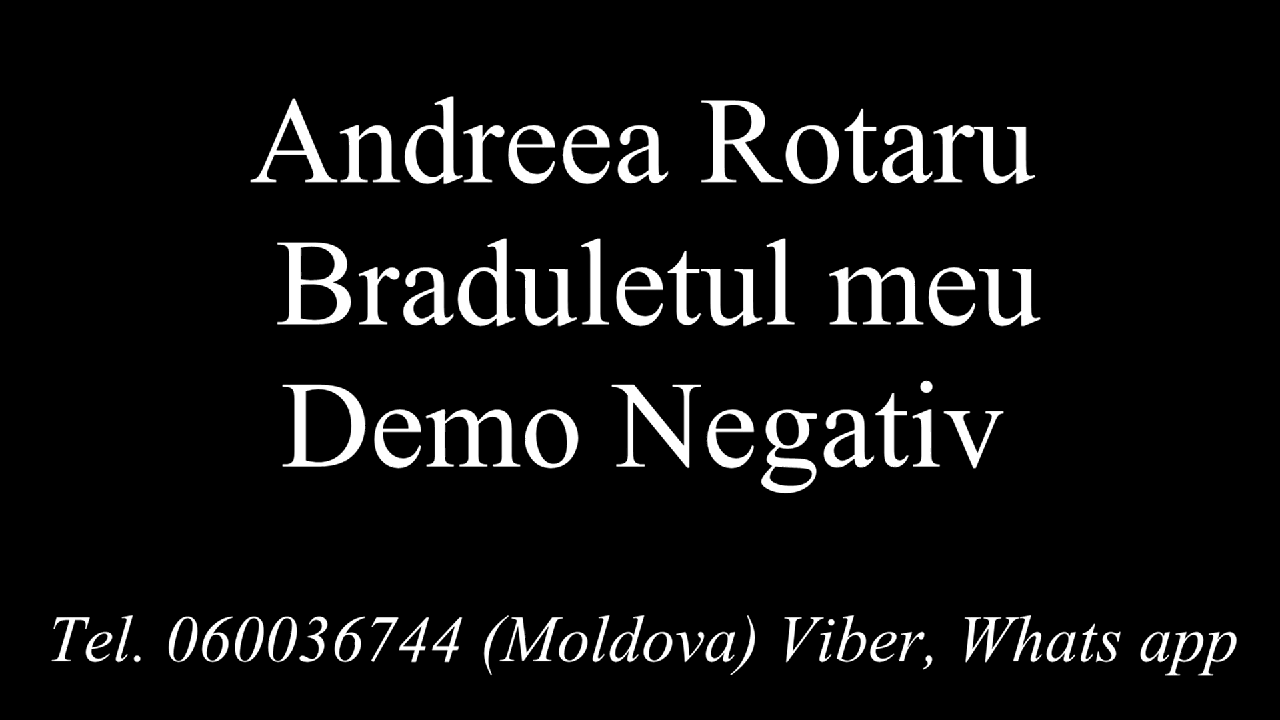 Andreea Rotaru
Braduletul meu
Demo Negativ
Tel. 060036744 (Moldova) Viber, Whats app